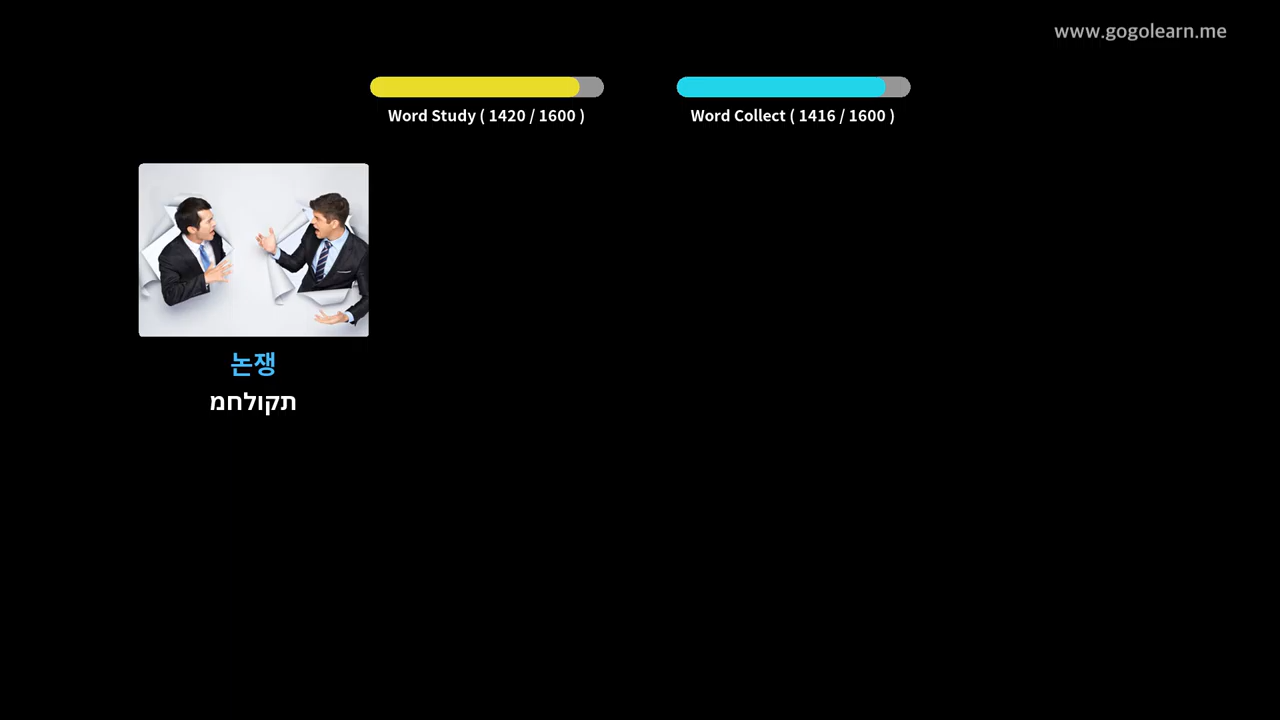 www.gogolearn.me
Word Study ( 1420 / 1600 )
Word Collect ( 1416 / 1600 )
논쟁
תקולחמ